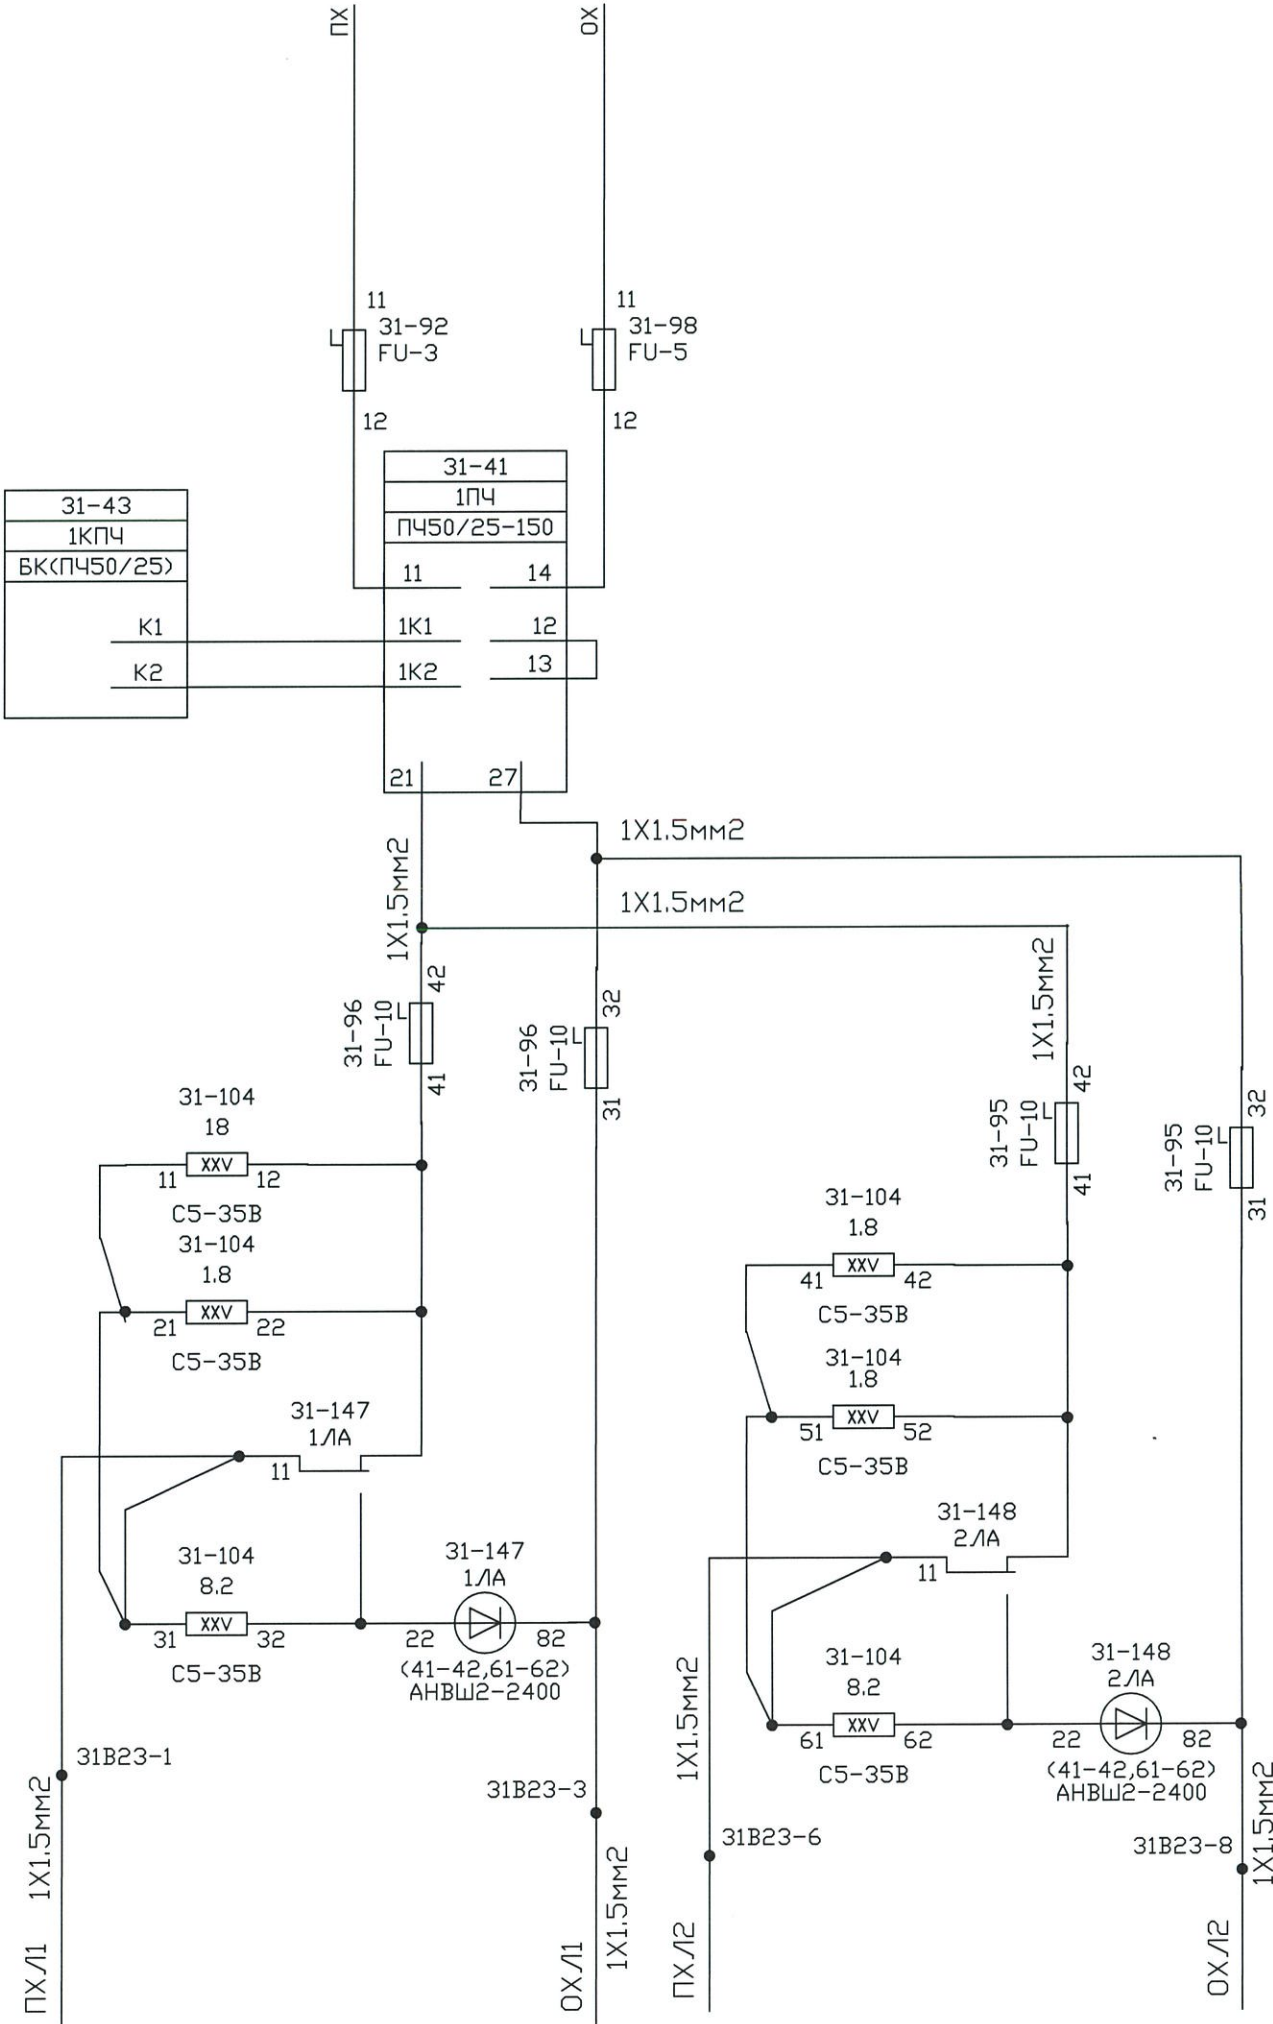 ПХ
ОХ
11
31-92
FU-3
12
11
31-98
FU-5
12
31-43
1КПЧ
БК(ПЧ50/25)
К1
К2
31-41
1ПЧ
ПЧ50/25-150
11
14
1К1
12
1К2
13
21
27
1Х1.5мм2
1Х1.5мм2
1Х1.5мм2
42
31-96
FU-10
41
32
31-96
FU-10
31
1Х1.5мм2
42
31-95
FU-10
41
32
31-95
FU-10
31
31-104
18
XXV
11
12
С5-35В
31-104
1.8
XXV
21
22
С5-35В
31-147
1ЛА
11
31-104
8.2
XXV
31
32
С5-35В
31-147
1ЛА
22
82
(41-42,61-62)
АНВШ2-2400
31-104
1.8
XXV
41
42
С5-35В
31-104
1.8
XXV
51
52
С5-35В
31-148
2ЛА
11
31-104
8.2
XXV
61
62
С5-35В
31-148
2ЛА
22
82
(41-42,61-62)
АНВШ2-2400
31В23-1
1Х1.5мм2
ПХЛ1
31В23-3
1Х1.5мм2
ОХЛ1
1Х1.5мм2
31В23-6
ПХЛ2
31В23-8
1Х1.5мм2
ОХЛ2